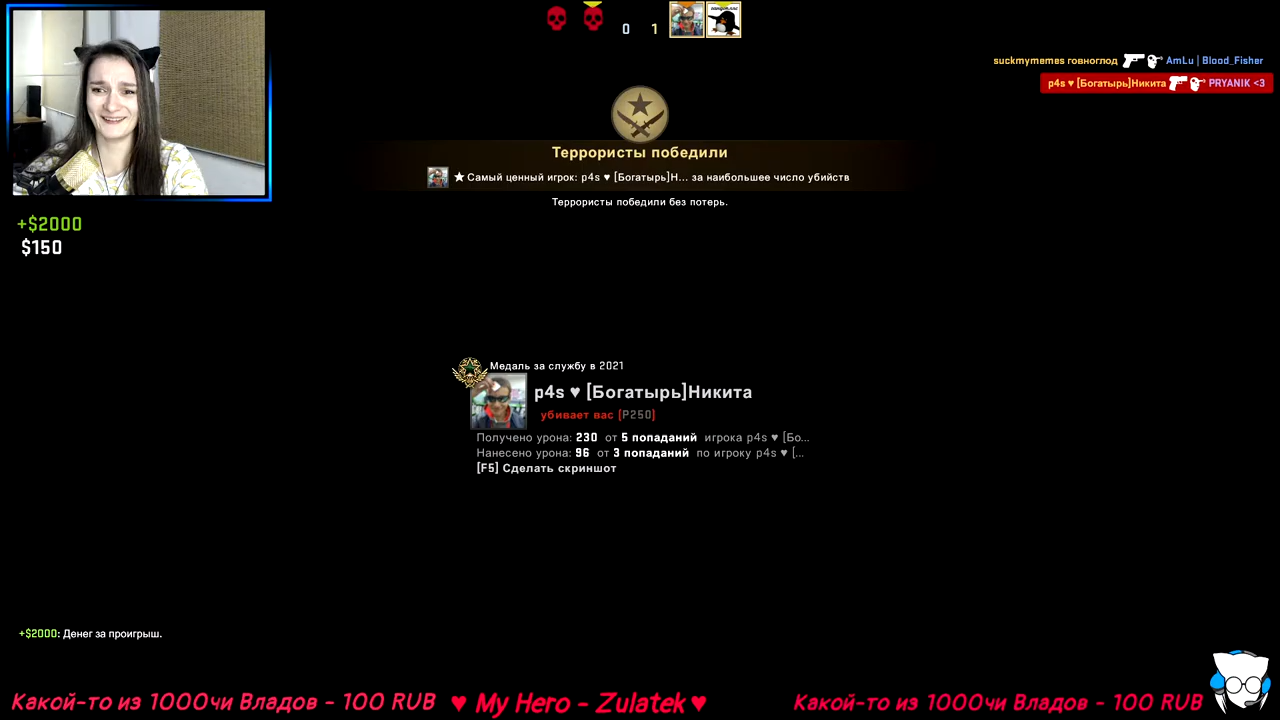 0 1
suckmymemes говноглод AmLu | Blood_Fisher
p4s ♥ [Богатырь]Никита PRYANIK <3
Террористы победили
★ Самый ценный игрок: p4s ♥ [Богатырь]Н... за наибольшее число убийств
Террористы победили без потерь.
+$2000
$150
Медаль за службу в 2021
p4s ♥ [Богатырь]Никита
убивает вас [P250]
Получено урона: 230 от 5 попаданий игрока p4s ♥ [Бо...
Нанесено урона: 96 от 3 попаданий по игроку p4s ♥ [...
[F5] Сделать скриншот
+$2000: Денег за проигрыш.
Какой-то из 1000чи Владов - 100 RUB ♥ My Hero - Zulatek ♥ Какой-то из 1000чи Владов - 100 RUB